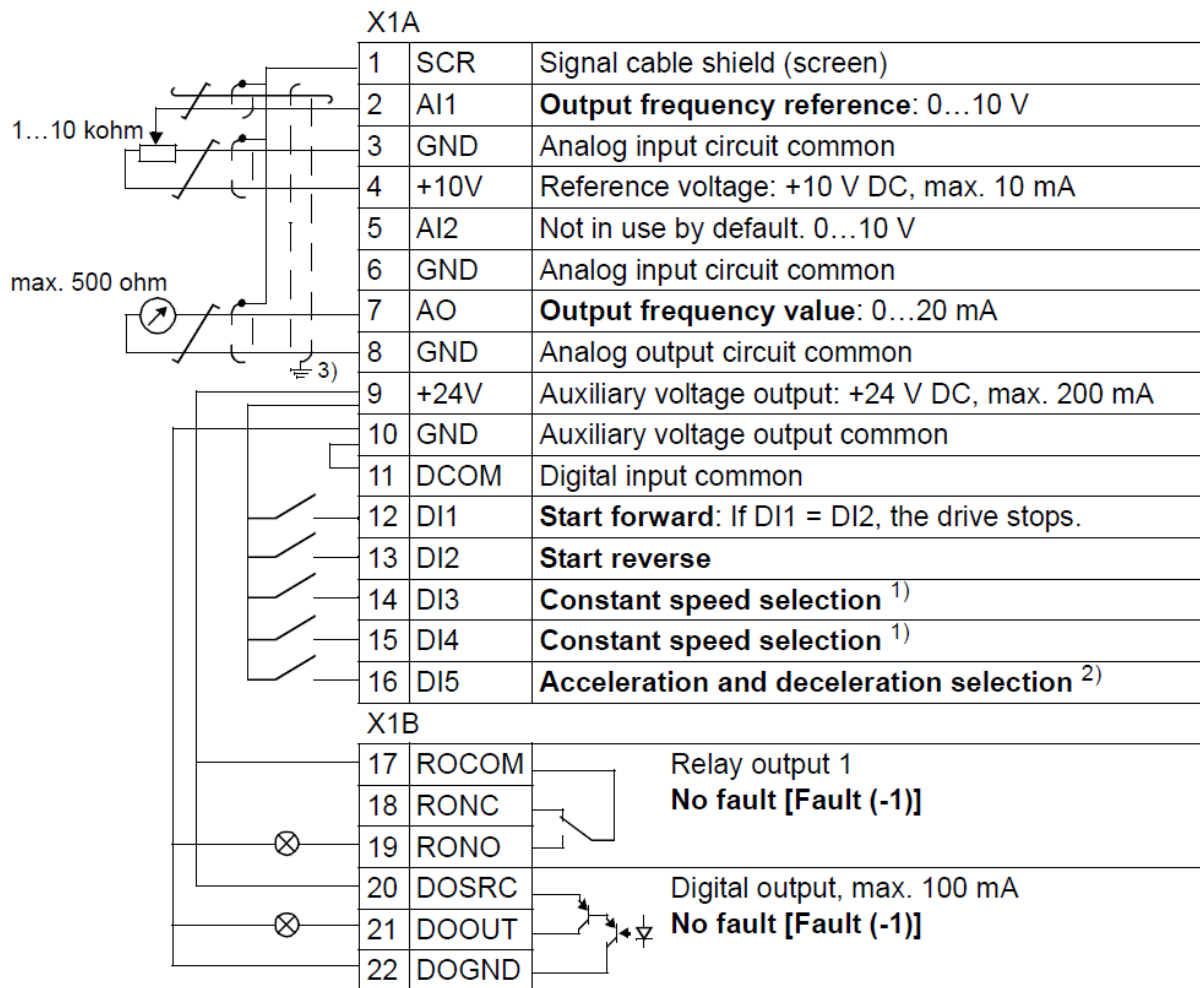 X1A
1 SCR Signal cable shield (screen)
2 AI1 Output frequency reference: 0…10 V
1…10 kohm
3 GND Analog input circuit common
4 +10V Reference voltage: +10 V DC, max. 10 mA
5 AI2 Not in use by default. 0…10 V
6 GND Analog input circuit common
max. 500 ohm
7 AO Output frequency value: 0…20 mA
8 GND Analog output circuit common
3)
9 +24V Auxiliary voltage output: +24 V DC, max. 200 mA
10 GND Auxiliary voltage output common
11 DCOM Digital input common
12 DI1 Start forward: If DI1 = DI2, the drive stops.
13 DI2 Start reverse
14 DI3 Constant speed selection 1)
15 DI4 Constant speed selection 1)
16 DI5 Acceleration and deceleration selection 2)
X1B
17 ROCOM Relay output 1
18 RONC No fault [Fault (-1)]
19 RONO
20 DOSRC Digital output, max. 100 mA
21 DOOUT No fault [Fault (-1)]
22 DOGND